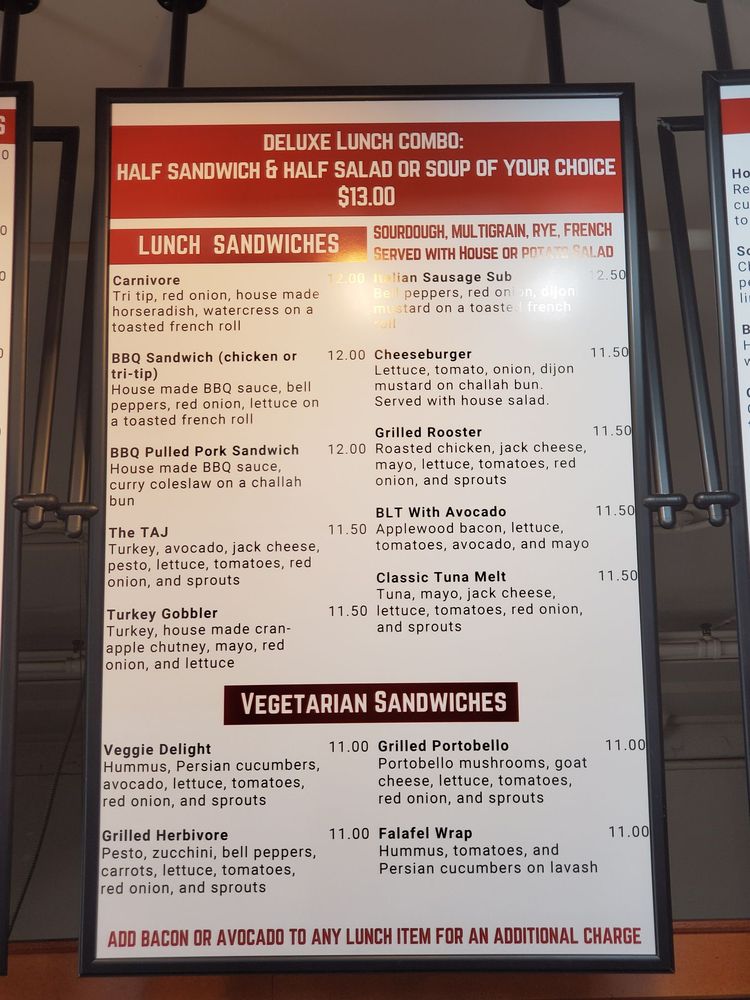 DELUXE LUNCH COMBO:
HALF SANDWICH & HALF SALAD OR SOUP OF YOUR CHOICE
$13.00
LUNCH SANDWICHES
SOURDOUGH, MULTIGRAIN, RYE, FRENCH
SERVED WITH HOUSE OR POTATO SALAD
Carnivore 12.00
Tri tip, red onion, house made
horseradish, watercress on a
toasted french roll
BBQ Sandwich (chicken or 12.00
tri-tip)
House made BBQ sauce, bell
peppers, red onion, lettuce on
a toasted french roll
BBQ Pulled Pork Sandwich 12.00
House made BBQ sauce,
curry coleslaw on a challah
bun
The TAJ 11.50
Turkey, avocado, jack cheese,
pesto, lettuce, tomatoes, red
onion, and sprouts
Turkey Gobbler 11.50
Turkey, house made cran-
apple chutney, mayo, red
onion, and lettuce
Italian Sausage Sub 12.50
Bell peppers, red onion, dijon
mustard on a toasted french
roll
Cheeseburger 11.50
Lettuce, tomato, onion, dijon
mustard on challah bun.
Served with house salad.
Grilled Rooster 11.50
Roasted chicken, jack cheese,
mayo, lettuce, tomatoes, red
onion, and sprouts
BLT With Avocado 11.50
Applewood bacon, lettuce,
tomatoes, avocado, and mayo
Classic Tuna Melt 11.50
Tuna, mayo, jack cheese,
lettuce, tomatoes, red onion,
and sprouts
VEGETARIAN SANDWICHES
Veggie Delight 11.00
Hummus, Persian cucumbers,
avocado, lettuce, tomatoes,
red onion, and sprouts
Grilled Herbivore 11.00
Pesto, zucchini, bell peppers,
carrots, lettuce, tomatoes,
red onion, and sprouts
Grilled Portobello 11.00
Portobello mushrooms, goat
cheese, lettuce, tomatoes,
red onion, and sprouts
Falafel Wrap 11.00
Hummus, tomatoes, and
Persian cucumbers on lavash
ADD BACON OR AVOCADO TO ANY LUNCH ITEM FOR AN ADDITIONAL CHARGE